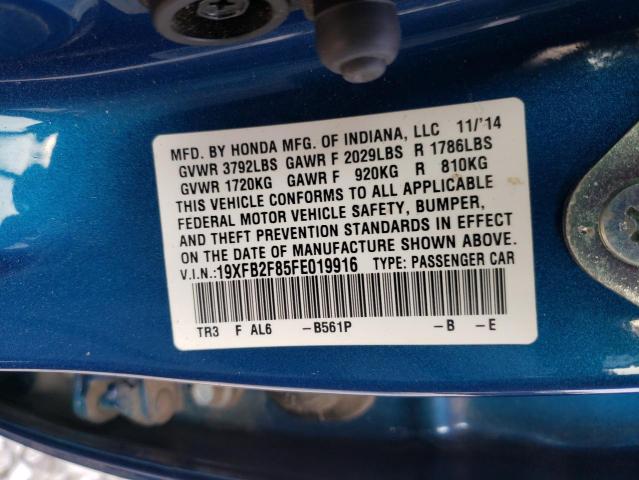 MFD. BY HONDA MFG. OF INDIANA, LLC 11/'14
GVWR 3792LBS GAWR F 2029LBS R 1786LBS
GVWR 1720KG GAWR F 920KG R 810KG
THIS VEHICLE CONFORMS TO ALL APPLICABLE
FEDERAL MOTOR VEHICLE SAFETY, BUMPER,
AND THEFT PREVENTION STANDARDS IN EFFECT
ON THE DATE OF MANUFACTURE SHOWN ABOVE.
V.I.N.:19XFB2F85FE019916 TYPE: PASSENGER CAR
TR3 F AL6 -B561P -B -E